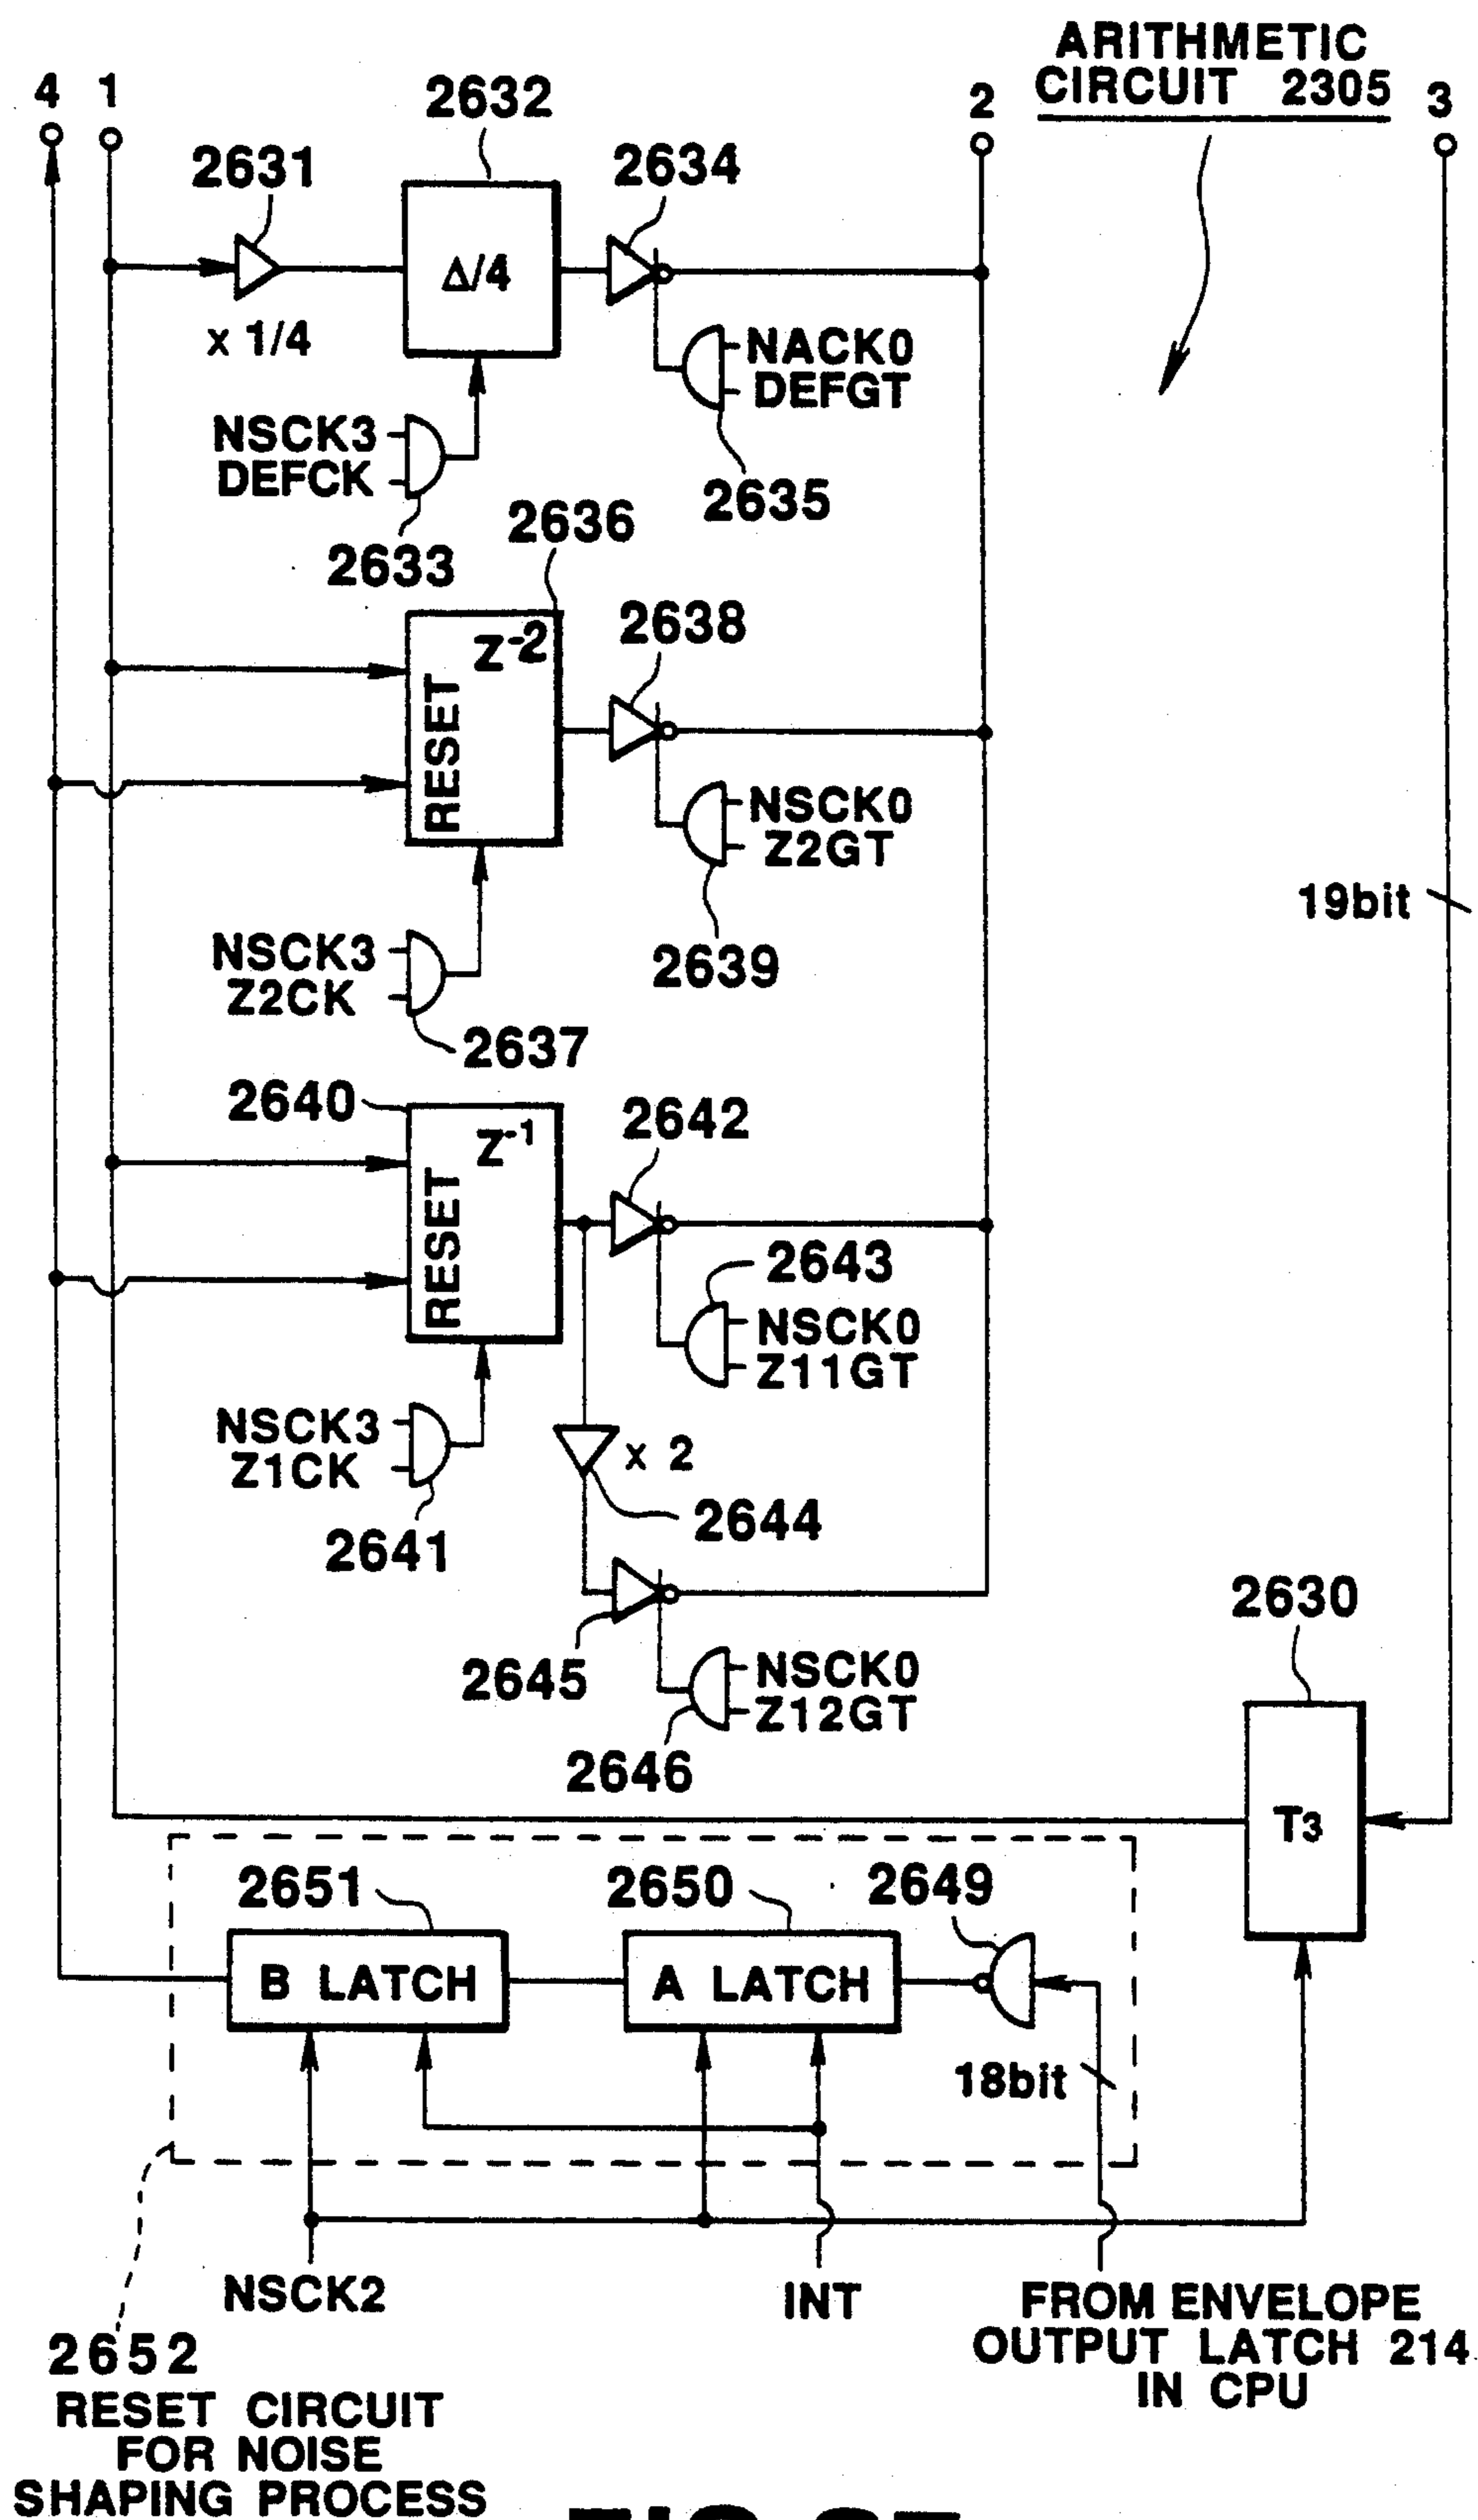 ARITHMETIC
CIRCUIT 2305
4 1 2632 2 3
2631 2634
Δ/4
x 1/4
NACK0
DEFGT
NSCK3
DEFCK
2635
2633
2636
2638
Z-2
RESET
NSCK0
Z2GT
19bit
2639
NSCK3
Z2CK
2637
2640
2642
Z-1
RESET
2643
NSCK0
Z11GT
NSCK3
Z1CK
x 2
2644
2641
2630
2645
NSCK0
Z12GT
2646
T3
2651 2650 2649
B LATCH A LATCH
18bit
NSCK2
INT
FROM ENVELOPE
OUTPUT LATCH 214
IN CPU
2652
RESET CIRCUIT
FOR NOISE
SHAPING PROCESS